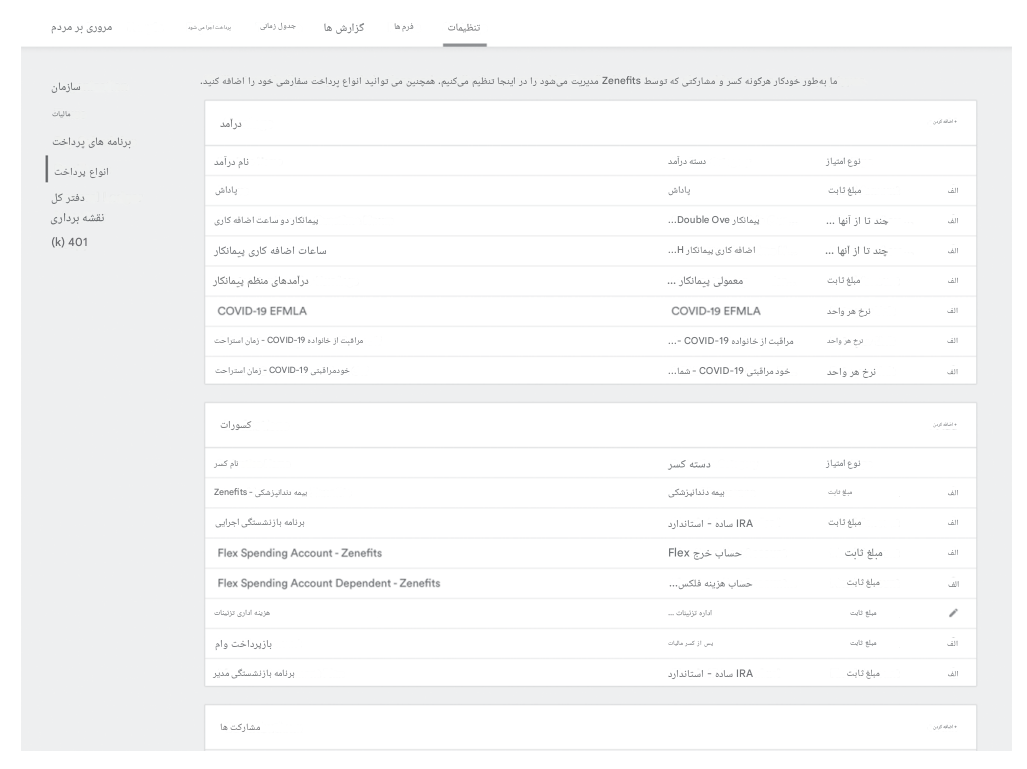 مروری بر مردم
پرداخت اجرا می شود
جدول زمانی
گزارش ها
فرم ها
تنظیمات
سازمان
مالیات
برنامه های پرداخت
انواع پرداخت
دفتر کل
نقشه برداری
401 (k)
ما به‌طور خودکار هرگونه کسر و مشارکتی که توسط Zenefits مدیریت می‌شود را در اینجا تنظیم می‌کنیم. همچنین می توانید انواع پرداخت سفارشی خود را اضافه کنید.
درآمد + اضافه کردن
نام درآمد دسته درآمد نوع امتیاز
پاداش پاداش مبلغ ثابت الف
پیمانکار دو ساعت اضافه کاری پیمانکار Double Ove... چند تا از آنها ... الف
ساعات اضافه کاری پیمانکار اضافه کاری پیمانکار H... چند تا از آنها ... الف
درآمدهای منظم پیمانکار معمولی پیمانکار ... مبلغ ثابت الف
COVID-19 EFMLA COVID-19 EFMLA نرخ هر واحد الف
مراقبت از خانواده COVID-19 - زمان استراحت مراقبت از خانواده COVID-19 -... نرخ هر واحد الف
خودمراقبتی COVID-19 - زمان استراحت خود مراقبتی COVID-19 - شما... نرخ هر واحد الف
کسورات + اضافه کردن
نام کسر دسته کسر نوع امتیاز
بیمه دندانپزشکی - Zenefits بیمه دندانپزشکی مبلغ ثابت الف
برنامه بازنشستگی اجرایی IRA ساده - استاندارد مبلغ ثابت الف
Flex Spending Account - Zenefits حساب خرج Flex مبلغ ثابت الف
Flex Spending Account Dependent - Zenefits حساب هزینه فلکس... مبلغ ثابت الف
هزینه اداری تزئینات اداره تزئینات ... مبلغ ثابت
بازپرداخت وام پس از کسر مالیات مبلغ ثابت الف
برنامه بازنشستگی مدیر IRA ساده - استاندارد مبلغ ثابت الف
مشارکت ها + اضافه کردن